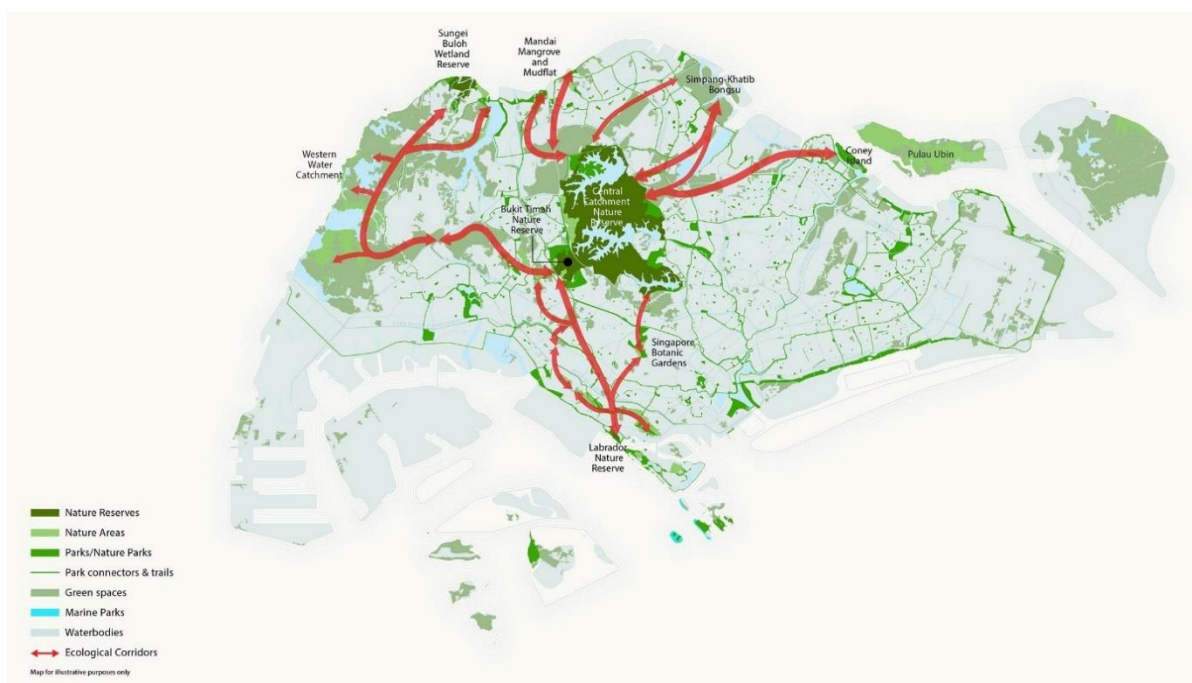 Sungei
Buloh
Wetland
Reserve
Mandai
Mangrove
and
Mudflat
Simpang-Khatib
Bongsu
Western
Water
Catchment
Coney
Island
Pulau Ubin
Central
Catchment
Nature
Reserve
Bukit Timah
Nature
Reserve
Singapore
Botanic
Gardens
Labrador
Nature
Reserve
Nature Reserves
Nature Areas
Parks/Nature Parks
Park connectors & trails
Green spaces
Marine Parks
Waterbodies
Ecological Corridors
Map for illustrative purposes only